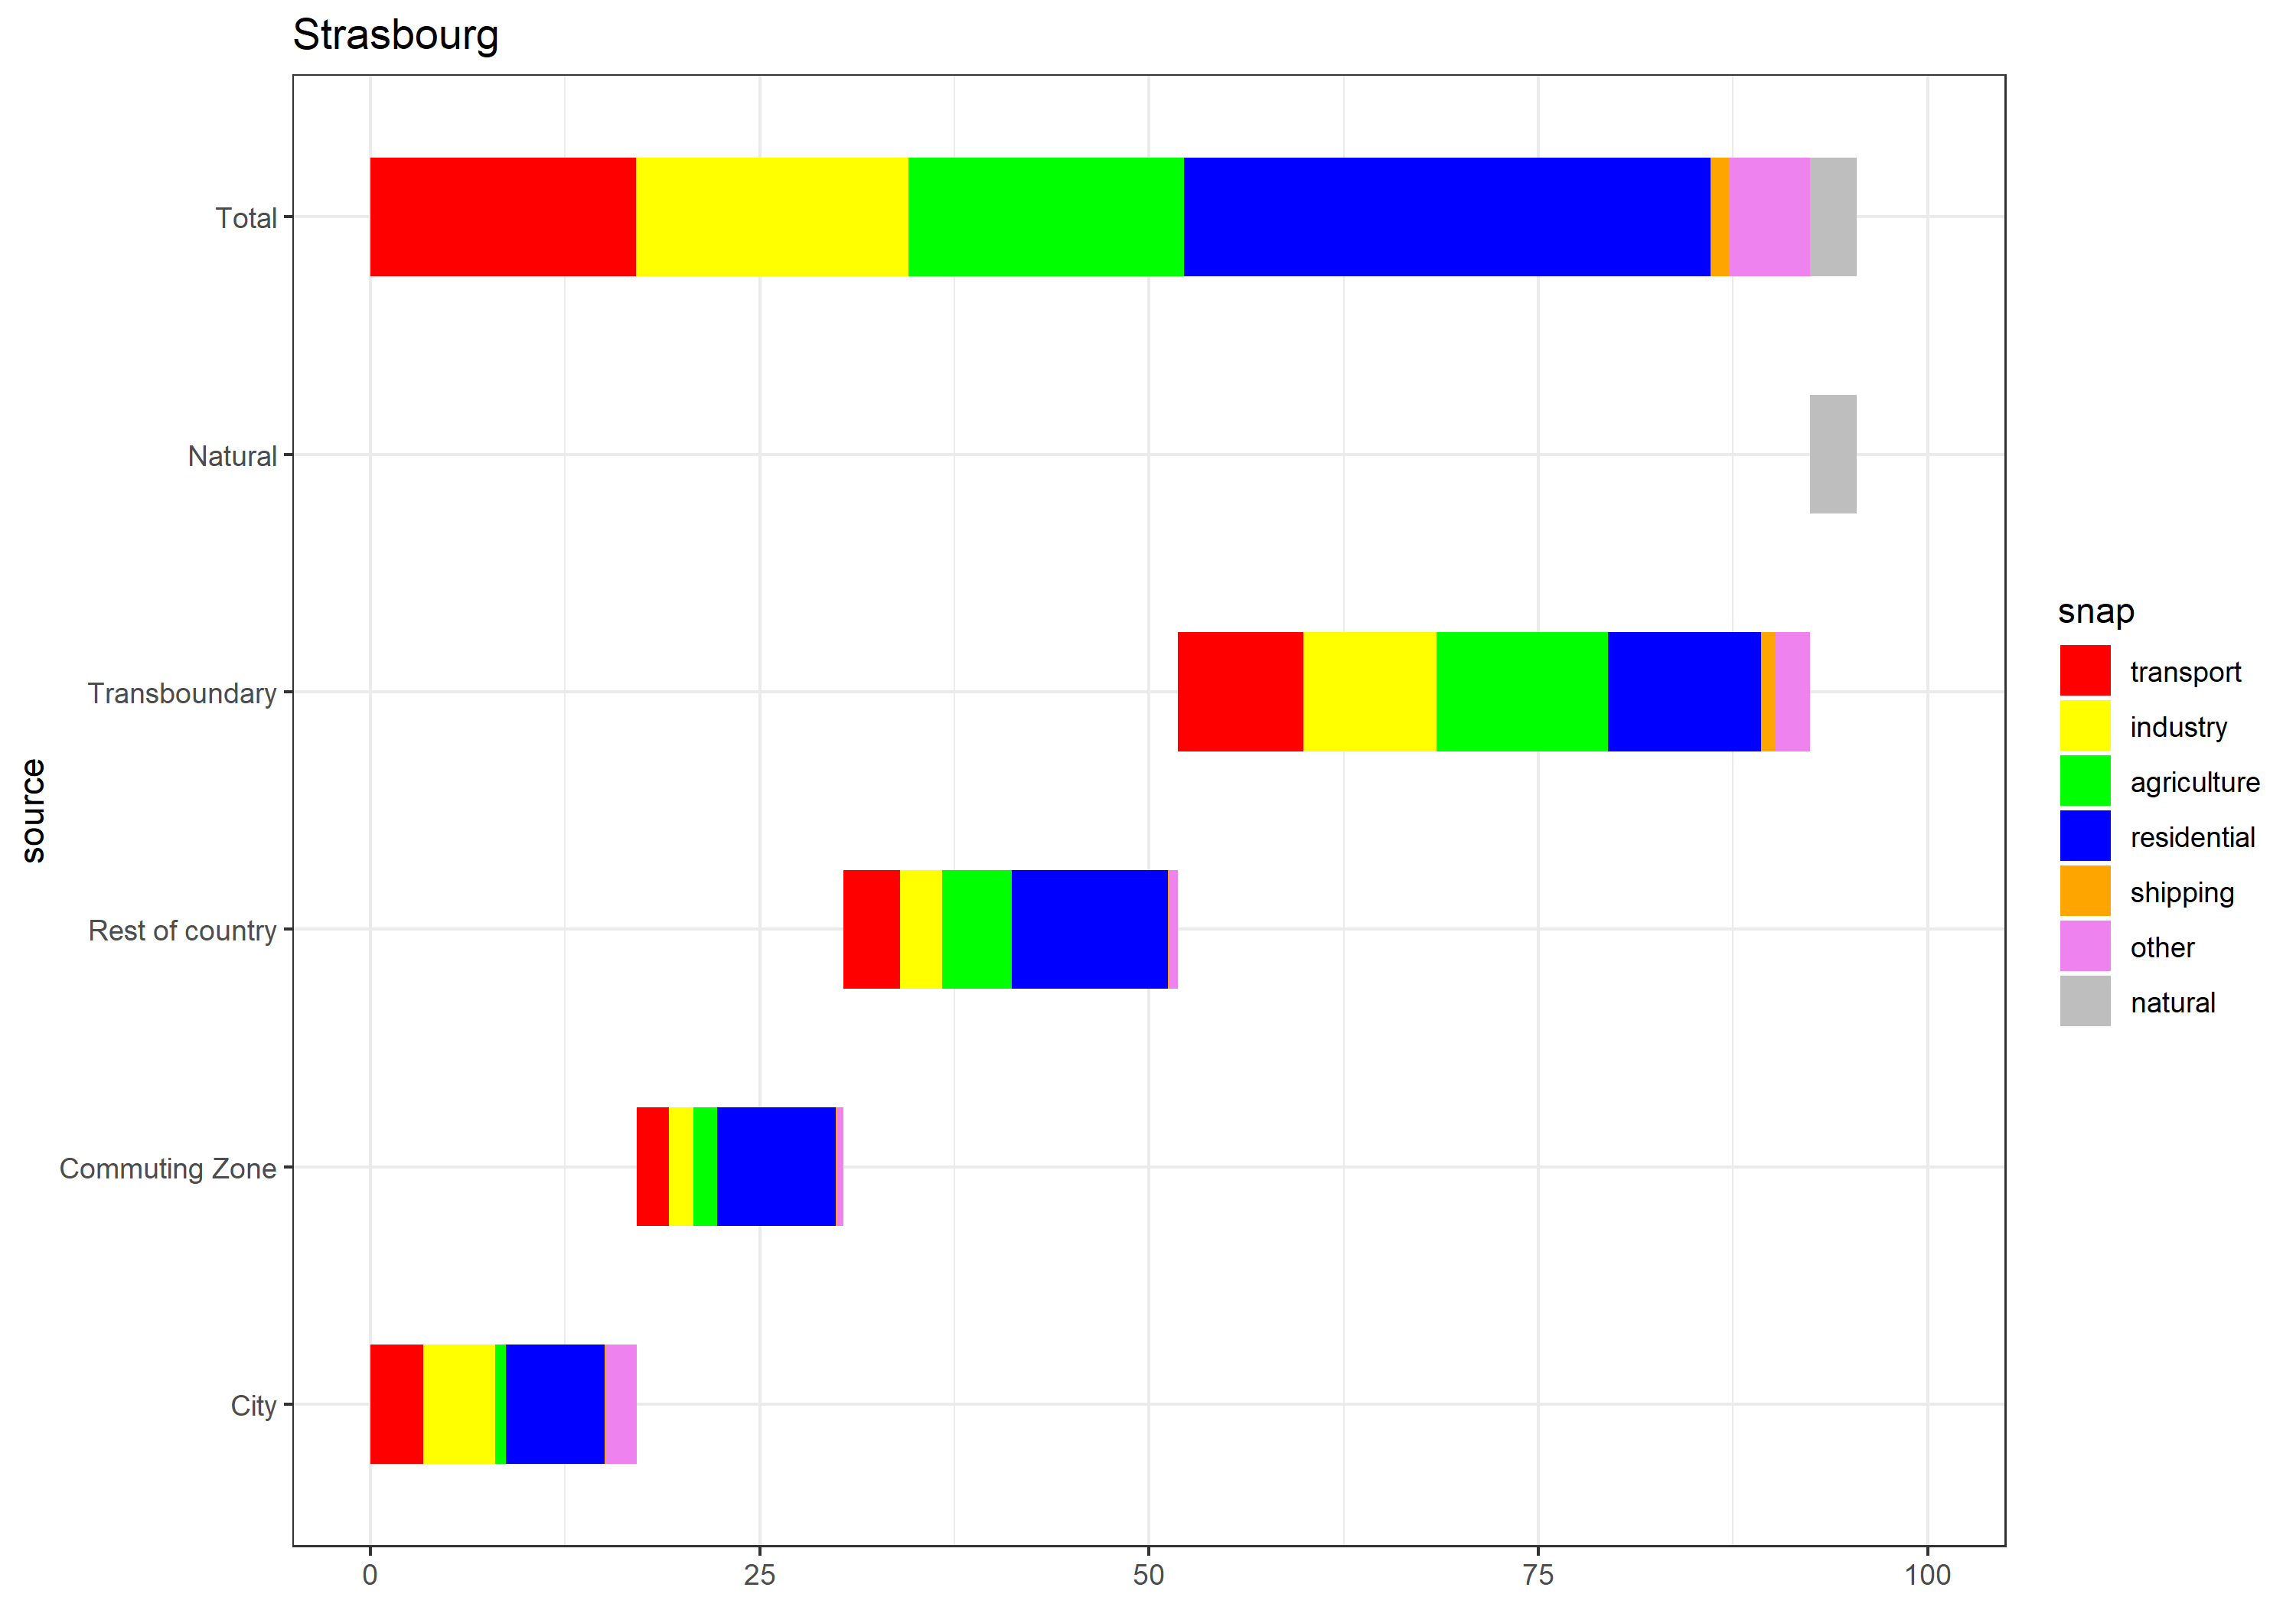 Strasbourg
Total
Natural
Transboundary
Rest of country
Commuting Zone
City
source
0
25
50
75
100
snap
transport
industry
agriculture
residential
shipping
other
natural